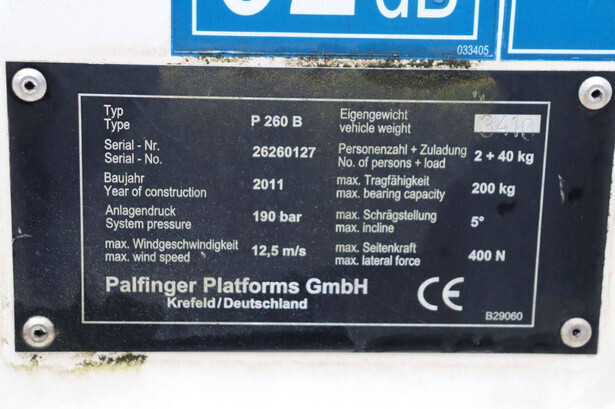 dB
033405
Typ
Type
P 260 B
Eigengewicht
vehicle weight
3410
Serial - Nr.
Serial - No.
26260127
Personenzahl + Zuladung
No. of persons + load
2 + 40 kg
Baujahr
Year of construction
2011
max. Tragfähigkeit
max. bearing capacity
200 kg
Anlagendruck
System pressure
190 bar
max. Schrägstellung
max. incline
5°
max. Windgeschwindigkeit
max. wind speed
12,5 m/s
max. Seitenkraft
max. lateral force
400 N
Palfinger Platforms GmbH
Krefeld/Deutschland
CE
B29060